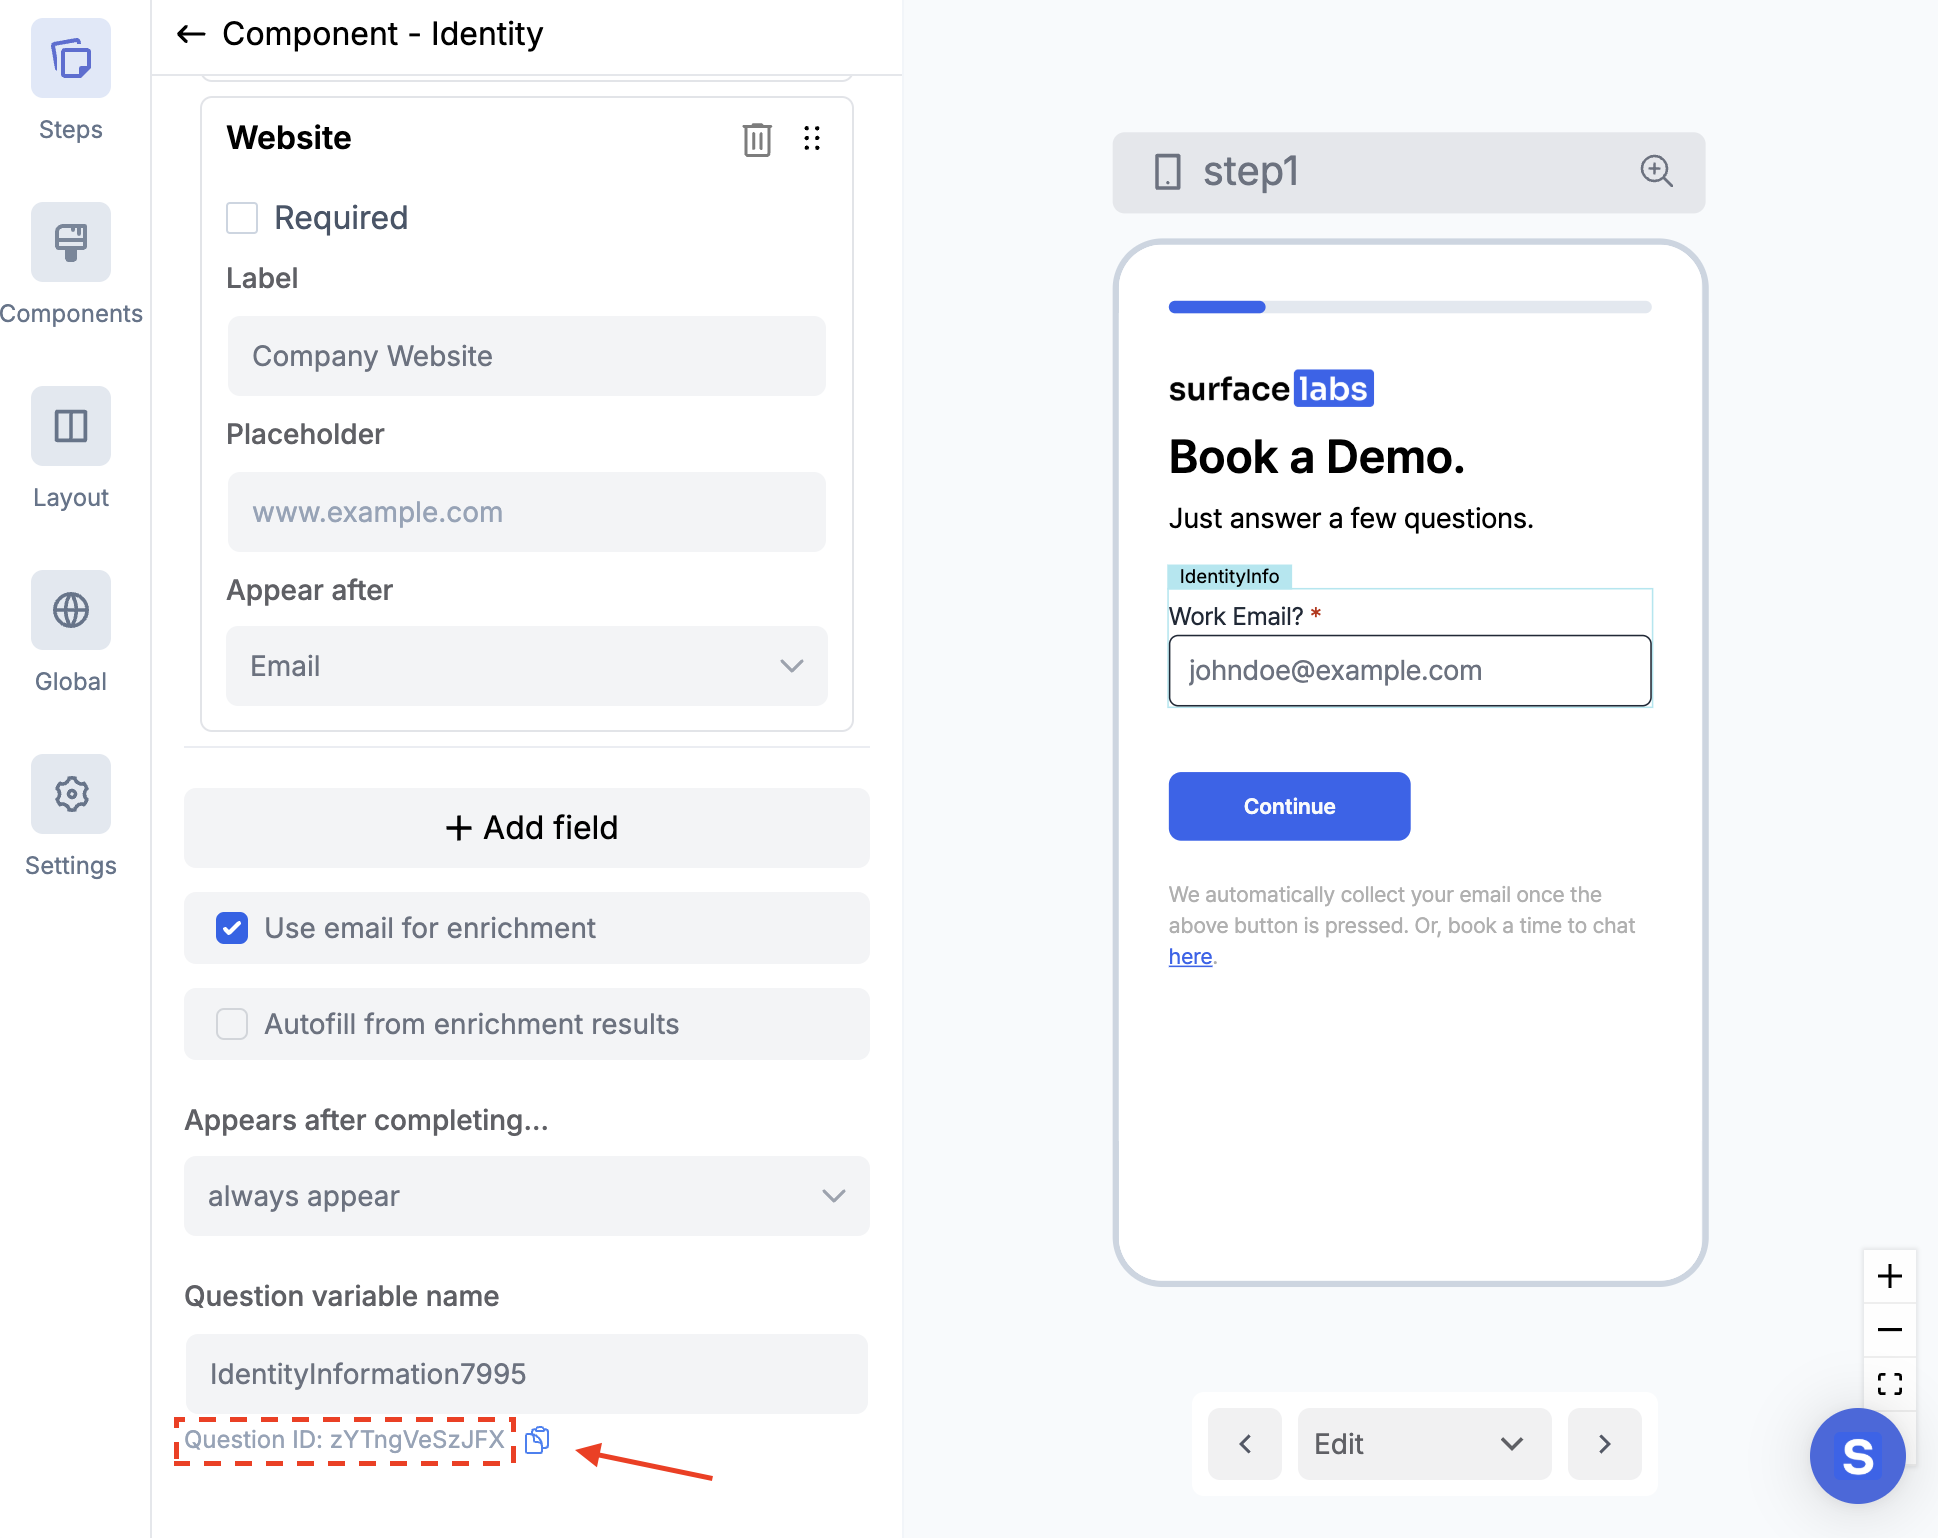 Component - Identity
Steps
Components
Layout
Global
Settings
Website
Required
Label
Company Website
Placeholder
www.example.com
Appear after
Email
Add field
Use email for enrichment
Autofill from enrichment results
Appears after completing...
always appear
Question variable name
IdentityInformation7995
Question ID: zYTngVeSzJFX
step1
surface labs
Book a Demo.
Just answer a few questions.
IdentityInfo
Work Email? *
johndoe@example.com
Continue
We automatically collect your email once the
above button is pressed. Or, book a time to chat
here.
Edit
S